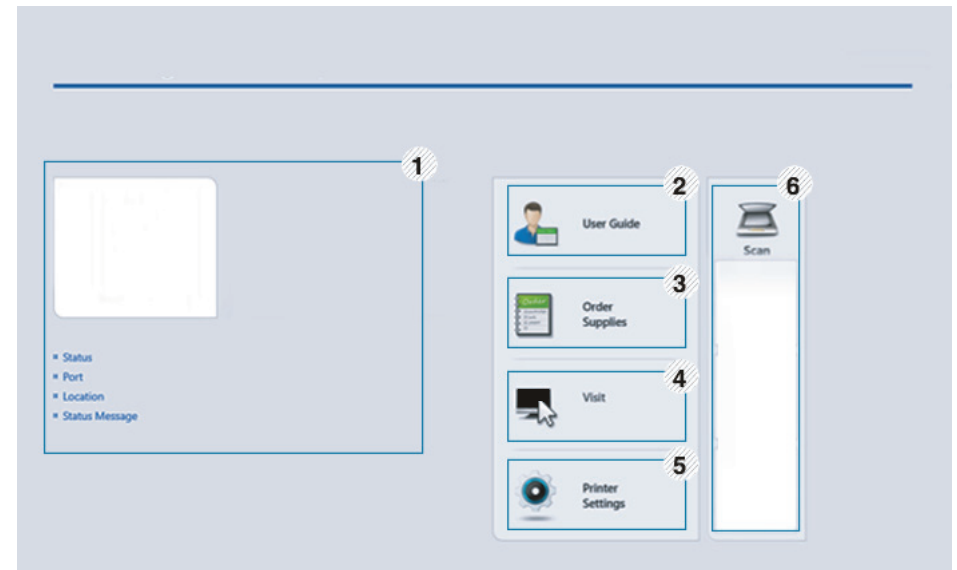 1
Status
Port
Location
Status Message
2
User Guide
3
Order
Order
Supplies
4
Visit
5
Printer
Settings
6
Scan